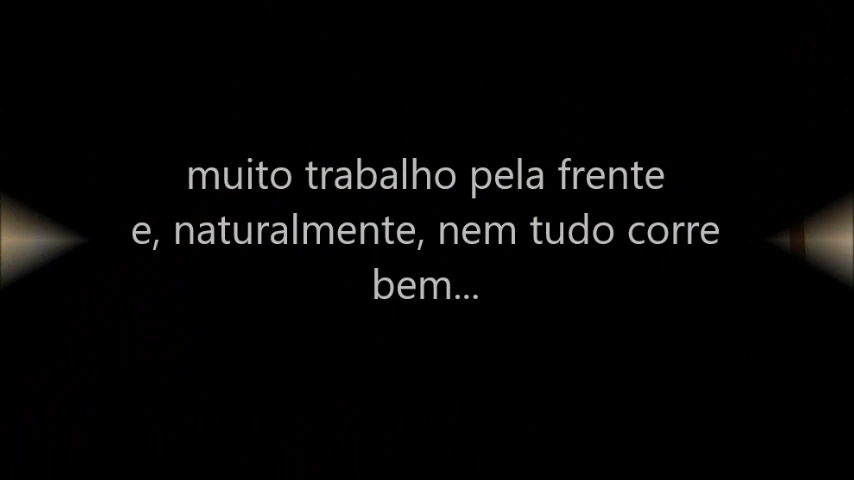 muito trabalho pela frente
e, naturalmente, nem tudo corre
bem...